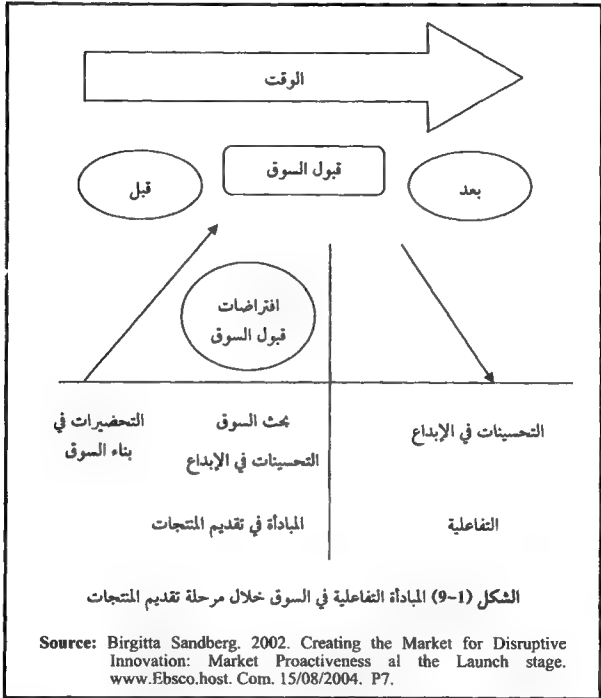 الوقت
قبول السوق
قبل
بعد
افتراضات
قبول السوق
التحضيرات في
بناء السوق
بحث السوق
التحسينات في الإبداع
التحسينات في الإبداع
المبادأة في تقديم المنتجات
التفاعلية
الشكل (1-9) المبادأة التفاعلية في السوق خلال مرحلة تقديم المنتجات
Source: Birgitta Sandberg. 2002. Creating the Market for Disruptive
Innovation: Market Proactiveness al the Launch stage.
www.Ebsco.host. Com. 15/08/2004. P7.